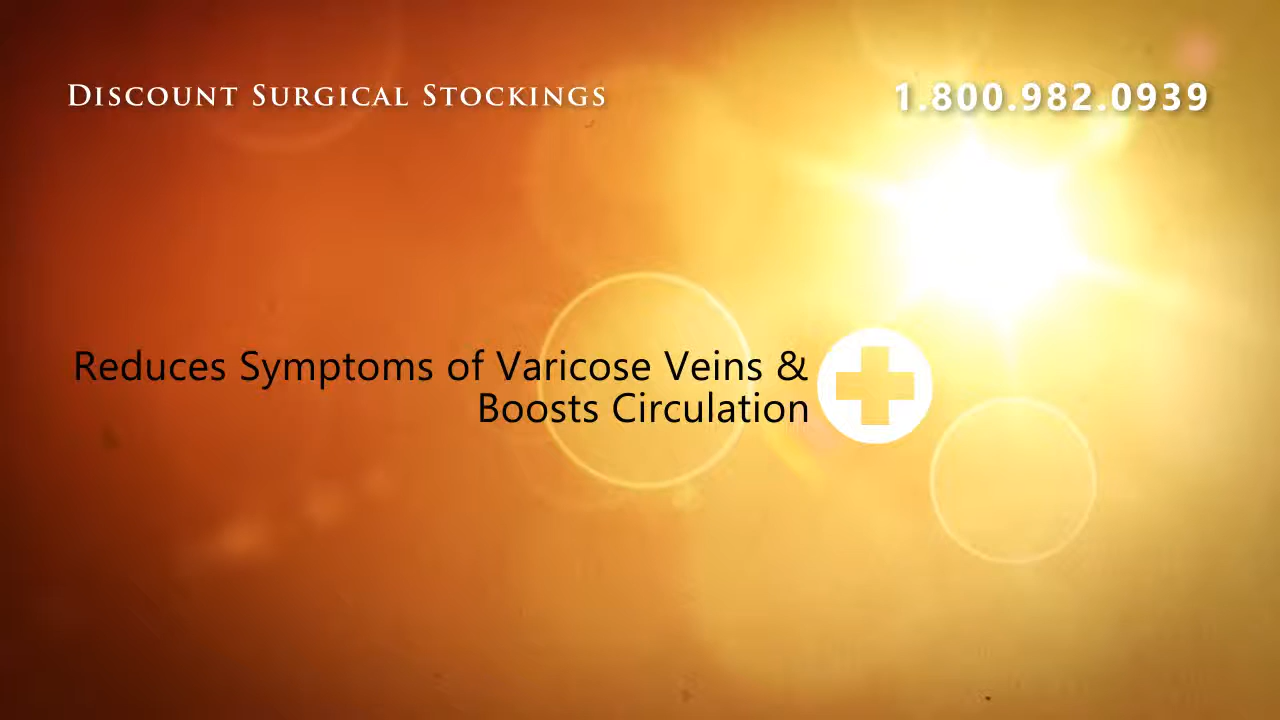 Discount Surgical Stockings
1.800.982.0939
Reduces Symptoms of Varicose Veins &
Boosts Circulation